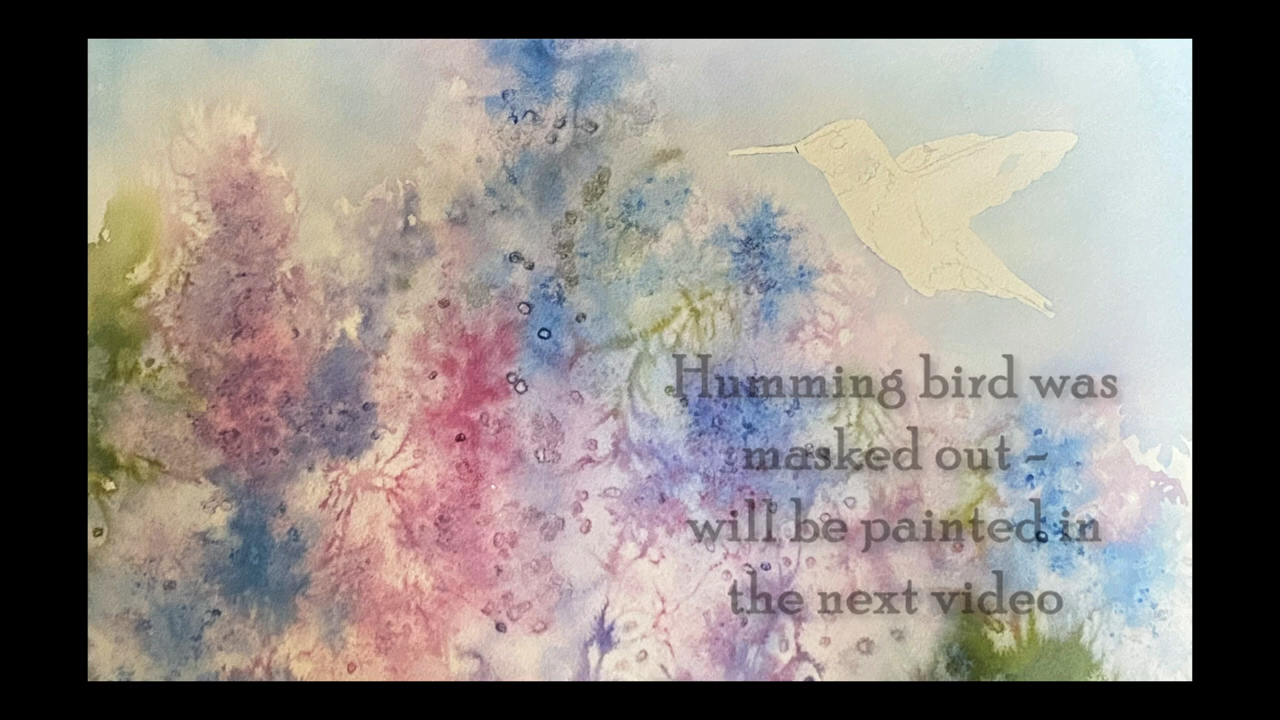 Humming bird was
masked out -
will be painted in
the next video